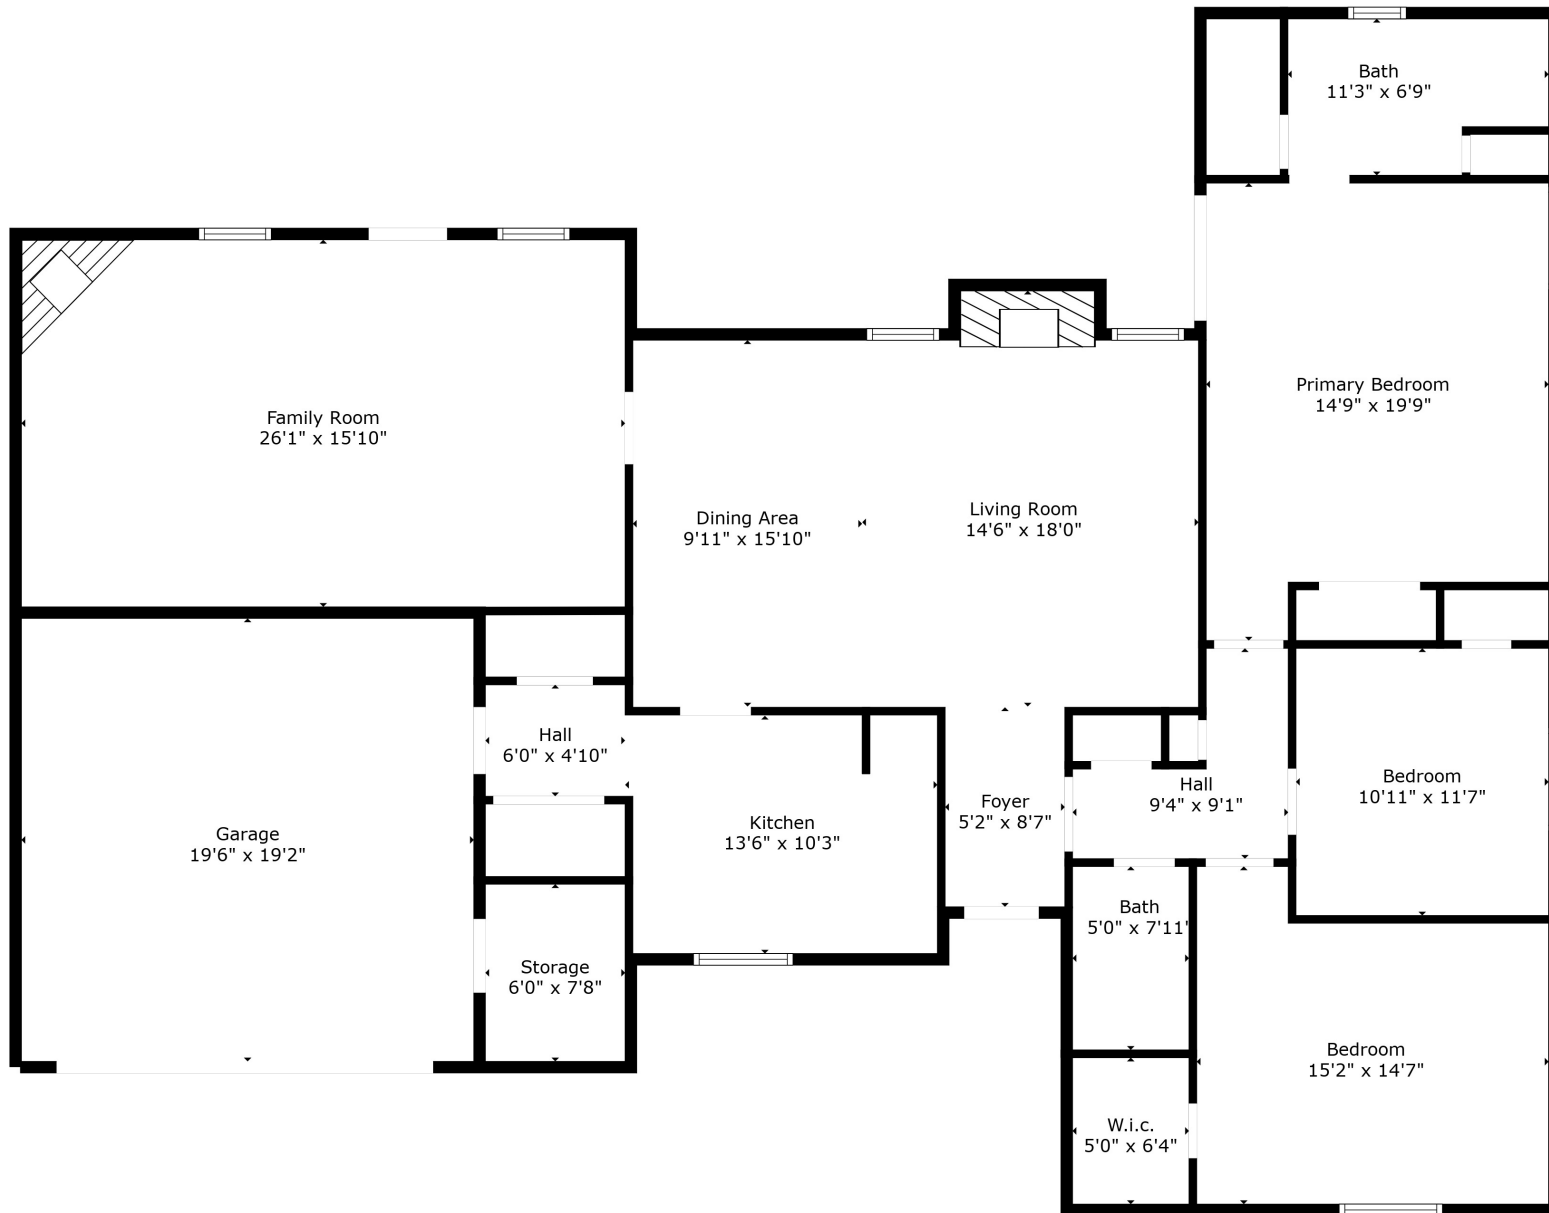 Bath
11'3" x 6'9"
Primary Bedroom
14'9" x 19'9"
Family Room
26'1" x 15'10"
Dining Area
9'11" x 15'10"
Living Room
14'6" x 18'0"
Hall
6'0" x 4'10"
Garage
19'6" x 19'2"
Kitchen
13'6" x 10'3"
Foyer
5'2" x 8'7"
Hall
9'4" x 9'1"
Bedroom
10'11" x 11'7"
Storage
6'0" x 7'8"
Bath
5'0" x 7'11'
Bedroom
15'2" x 14'7"
W.i.c.
5'0" x 6'4"